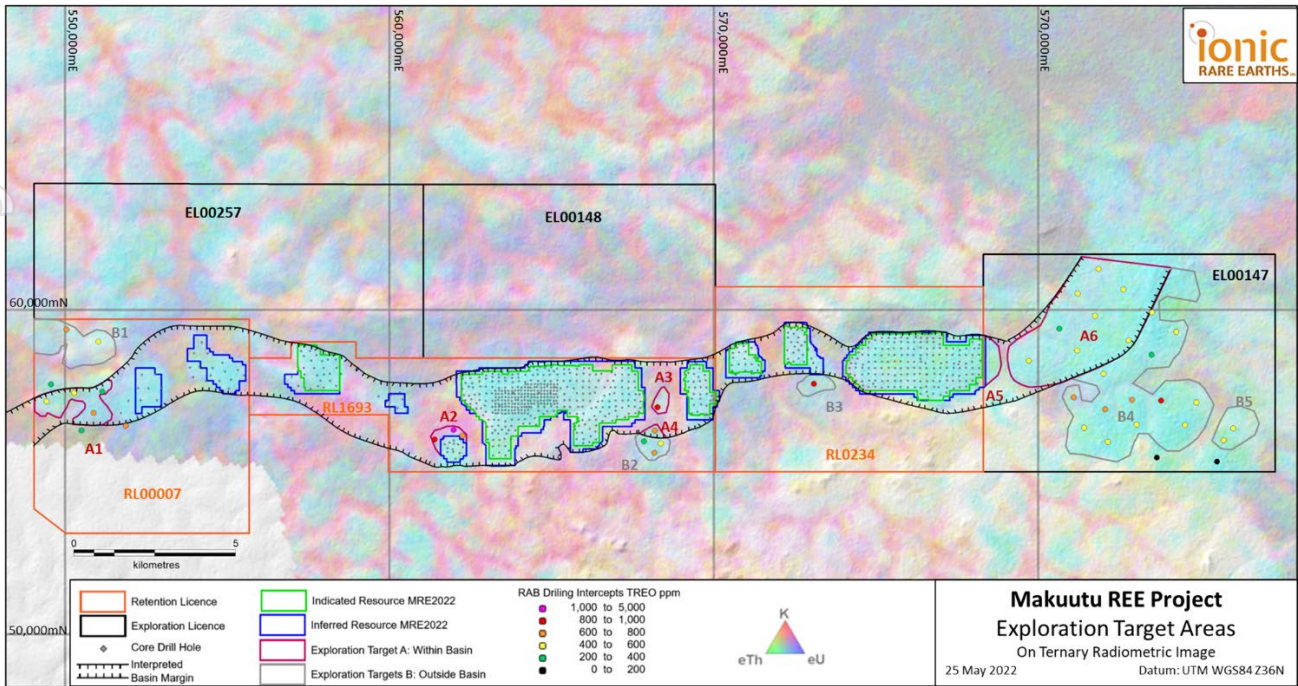 550,000mE
560,000mE
570,000mE
570,000mE
ionic
RARE EARTHS
EL00257
EL00148
EL00147
60,000mN
B1
A6
A3
RL1693
A2
A4
B3
A5
B4
B5
A1
B2
RL00007
RL0234
0 5
kilometres
50,000mN
Retention Licence
Exploration Licence
Core Drill Hole
Interpreted
Basin Margin
Indicated Resource MRE2022
Inferred Resource MRE2022
Exploration Target A: Within Basin
Exploration Targets B: Outside Basin
RAB Driling Intercepts TREO ppm
1,000 to 5,000
800 to 1,000
600 to 800
400 to 600
200 to 400
0 to 200
K
eTh eU
Makuutu REE Project
Exploration Target Areas
On Ternary Radiometric Image
25 May 2022 Datum: UTM WGS84 Z36N